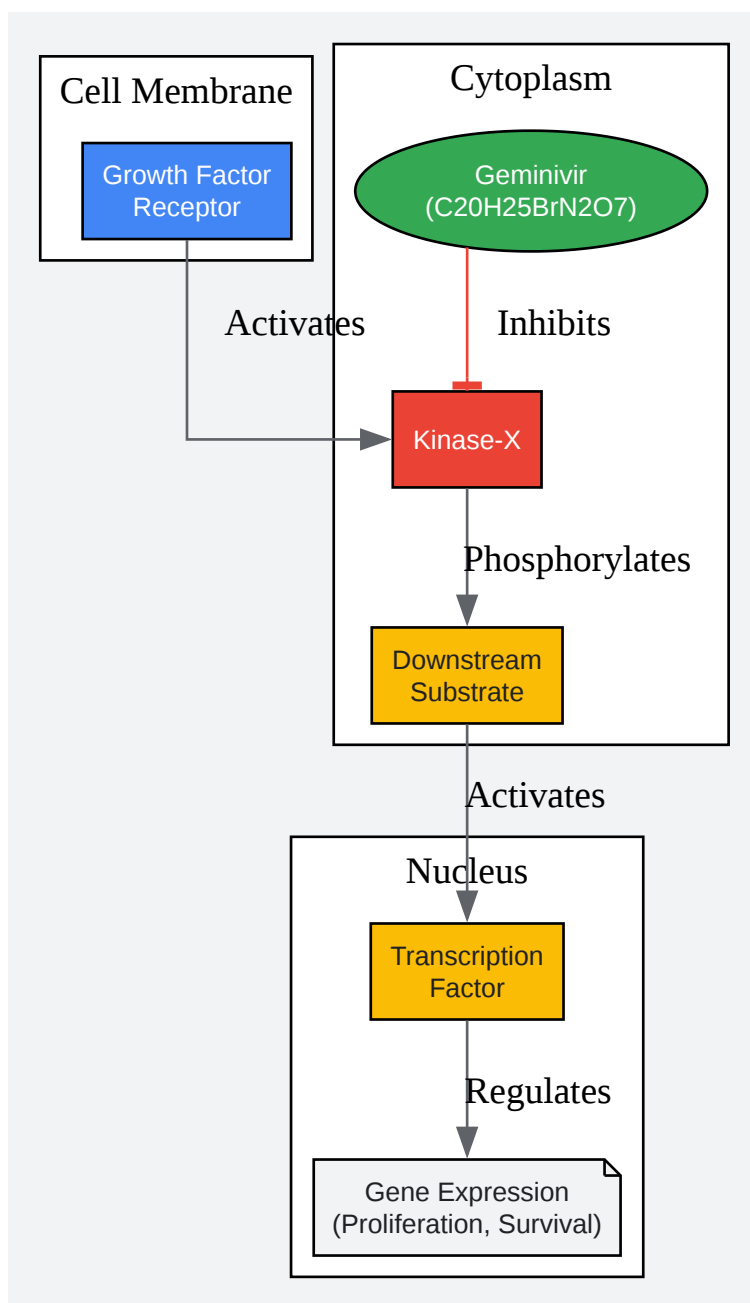 Cell Membrane
Growth Factor
Receptor
Cytoplasm
Geminivir
(C20H25BrN2O7)
Activates
Inhibits
Kinase-X
Phosphorylates
Downstream
Substrate
Activates
Nucleus
Transcription
Factor
Regulates
Gene Expression
(Proliferation, Survival)